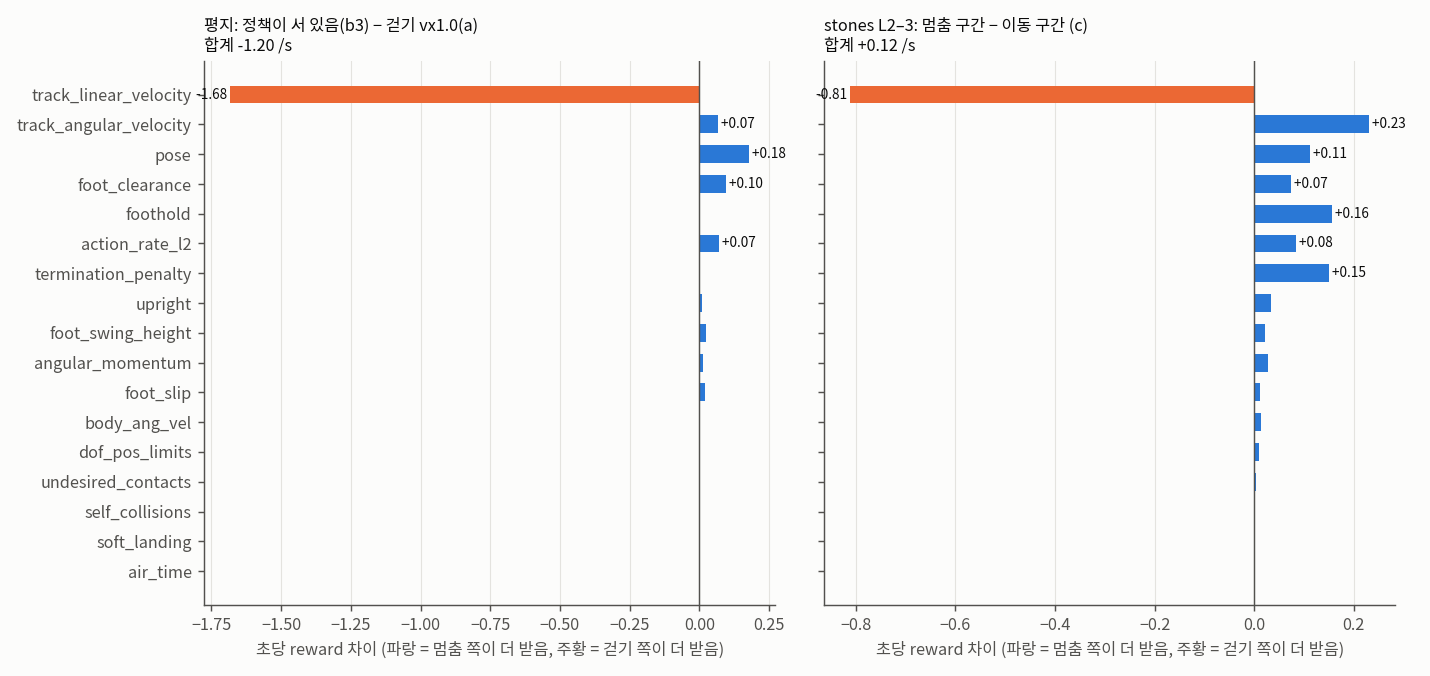 평지: 정책이 서 있음(b3) − 걷기 vx1.0(a)
합계 -1.20 /s
track_linear_velocity
track_angular_velocity
pose
foot_clearance
foothold
action_rate_l2
termination_penalty
upright
foot_swing_height
angular_momentum
foot_slip
body_ang_vel
dof_pos_limits
undesired_contacts
self_collisions
soft_landing
air_time
-1.68
+0.07
+0.18
+0.10
+0.07
−1.75 −1.50 −1.25 −1.00 −0.75 −0.50 −0.25 0.00 0.25
초당 reward 차이 (파랑 = 멈춤 쪽이 더 받음, 주황 = 걷기 쪽이 더 받음)
stones L2–3: 멈춤 구간 − 이동 구간 (c)
합계 +0.12 /s
-0.81
+0.23
+0.11
+0.07
+0.16
+0.08
+0.15
−0.8 −0.6 −0.4 −0.2 0.0 0.2
초당 reward 차이 (파랑 = 멈춤 쪽이 더 받음, 주황 = 걷기 쪽이 더 받음)